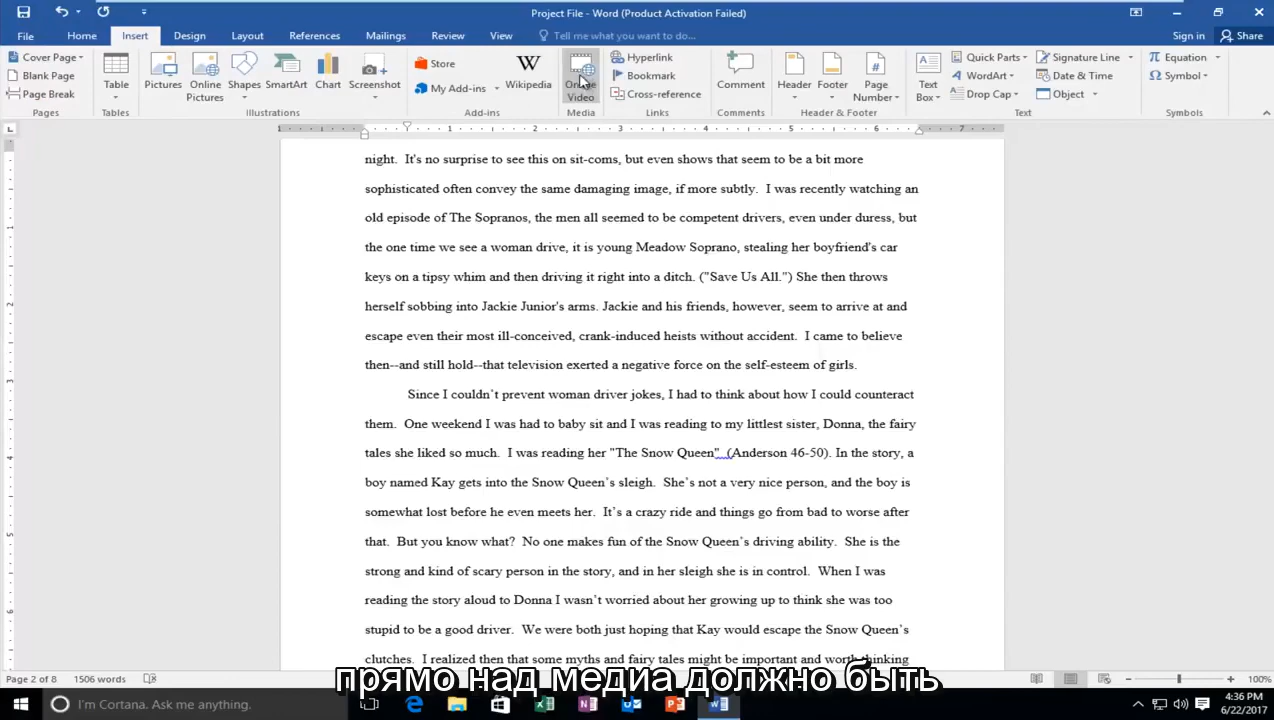 Project File - Word (Product Activation Failed)
File Home Insert Design Layout References Mailings Review View Tell me what you want to do... Sign in Share
Cover Page
Blank Page
Page Break
Pages
Table
Tables
Pictures
Online Pictures
Shapes
SmartArt
Chart
Screenshot
Illustrations
Store
My Add-ins
Wikipedia
Add-ins
Online Video
Media
Hyperlink
Bookmark
Cross-reference
Links
Comment
Comments
Header
Footer
Page Number
Header & Footer
Text Box
Quick Parts
WordArt
Drop Cap
Signature Line
Date & Time
Object
Text
Equation
Symbol
Symbols
1 1 2 3 4 5 6 7
night. It's no surprise to see this on sit-coms, but even shows that seem to be a bit more
sophisticated often convey the same damaging image, if more subtly. I was recently watching an
old episode of The Sopranos, the men all seemed to be competent drivers, even under duress, but
the one time we see a woman drive, it is young Meadow Soprano, stealing her boyfriend's car
keys on a tipsy whim and then driving it right into a ditch. ("Save Us All.") She then throws
herself sobbing into Jackie Junior's arms. Jackie and his friends, however, seem to arrive at and
escape even their most ill-conceived, crank-induced heists without accident. I came to believe
then--and still hold--that television exerted a negative force on the self-esteem of girls.
Since I couldn't prevent woman driver jokes, I had to think about how I could counteract
them. One weekend I was had to baby sit and I was reading to my littlest sister, Donna, the fairy
tales she liked so much. I was reading her "The Snow Queen" (Anderson 46-50). In the story, a
boy named Kay gets into the Snow Queen's sleigh. She's not a very nice person, and the boy is
somewhat lost before he even meets her. It's a crazy ride and things go from bad to worse after
that. But you know what? No one makes fun of the Snow Queen's driving ability. She is the
strong and kind of scary person in the story, and in her sleigh she is in control. When I was
reading the story aloud to Donna I wasn't worried about her growing up to think she was too
stupid to be a good driver. We were both just hoping that Kay would escape the Snow Queen's
clutches. I realized then that some myths and fairy tales might be important and worth thinking
прямо над медиа должно быть
Page 2 of 8 1506 words 100%
I'm Cortana. Ask me anything. 4:36 PM
6/22/2017